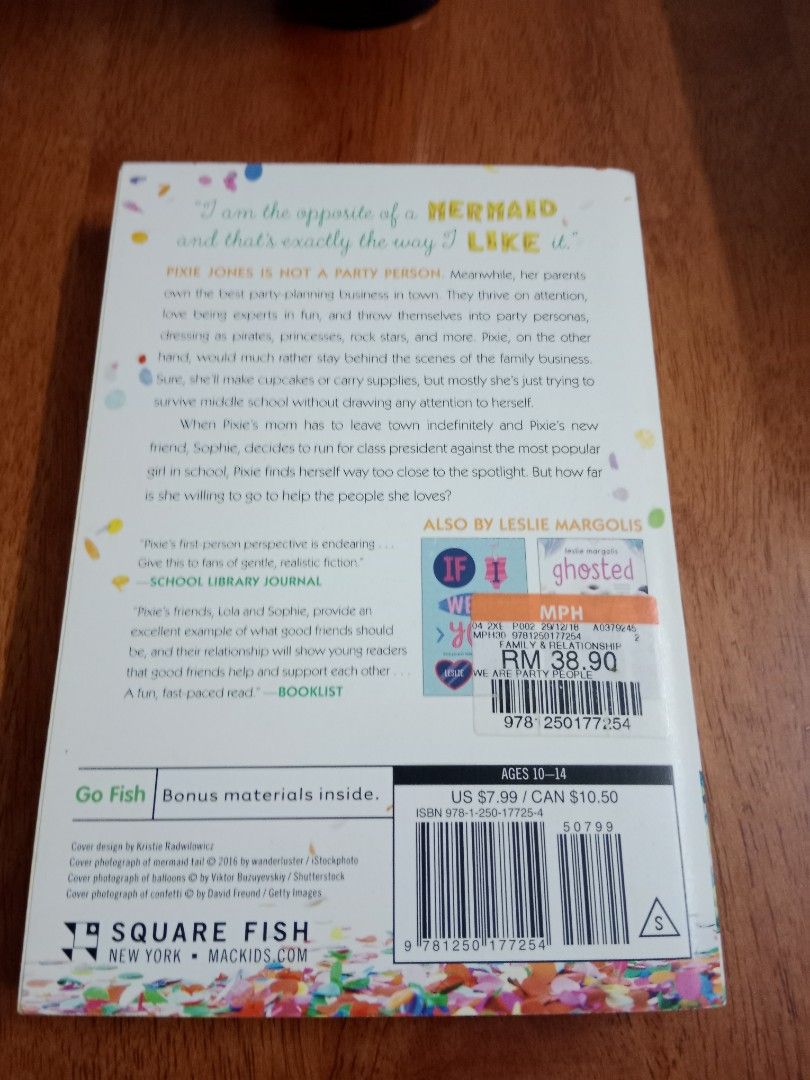 "I am the opposite of a MERMAID
and that's exactly the way I LIKE it."
PIXIE JONES IS NOT A PARTY PERSON. Meanwhile, her parents
own the best party-planning business in town. They thrive on attention,
love being experts in fun, and throw themselves into party personas,
dressing as pirates, princesses, rock stars, and more. Pixie, on the other
hand, would much rather stay behind the scenes of the family business.
Sure, she'll make cupcakes or carry supplies, but mostly she's just trying to
survive middle school without drawing any attention to herself.
When Pixie's mom has to leave town indefinitely and Pixie's new
friend, Sophie, decides to run for class president against the most popular
girl in school, Pixie finds herself way too close to the spotlight. But how far
is she willing to go to help the people she loves?
"Pixie's first-person perspective is endearing . . .
Give this to fans of gentle, realistic fiction."
—SCHOOL LIBRARY JOURNAL
"Pixie's friends, Lola and Sophie, provide an
excellent example of what good friends should
be, and their relationship will show young readers
that good friends help and support each other . . .
A fun, fast-paced read." —BOOKLIST
ALSO BY LESLIE MARGOLIS
IF I
WE
LESLIE
leslie margolis
ghosted
MPH
04 2XL P002 29/12/18 A0379245
MPH30 9781250177254 2
FAMILY & RELATIONSHIP
RM 38.90
WE ARE PARTY PEOPLE
978 1250177254
Go Fish Bonus materials inside.
AGES 10–14
US $7.99 / CAN $10.50
ISBN 978-1-250-17725-4
50799
9 781250 177254
S
Cover design by Kristie Radwilowicz
Cover photograph of mermaid tail © 2016 by wanderluster / iStockphoto
Cover photograph of balloons © by Viktor Buzuyevskiy / Shutterstock
Cover photograph of confetti © by David Freund / Getty Images
SQUARE FISH
NEW YORK ▪ MACKIDS.COM